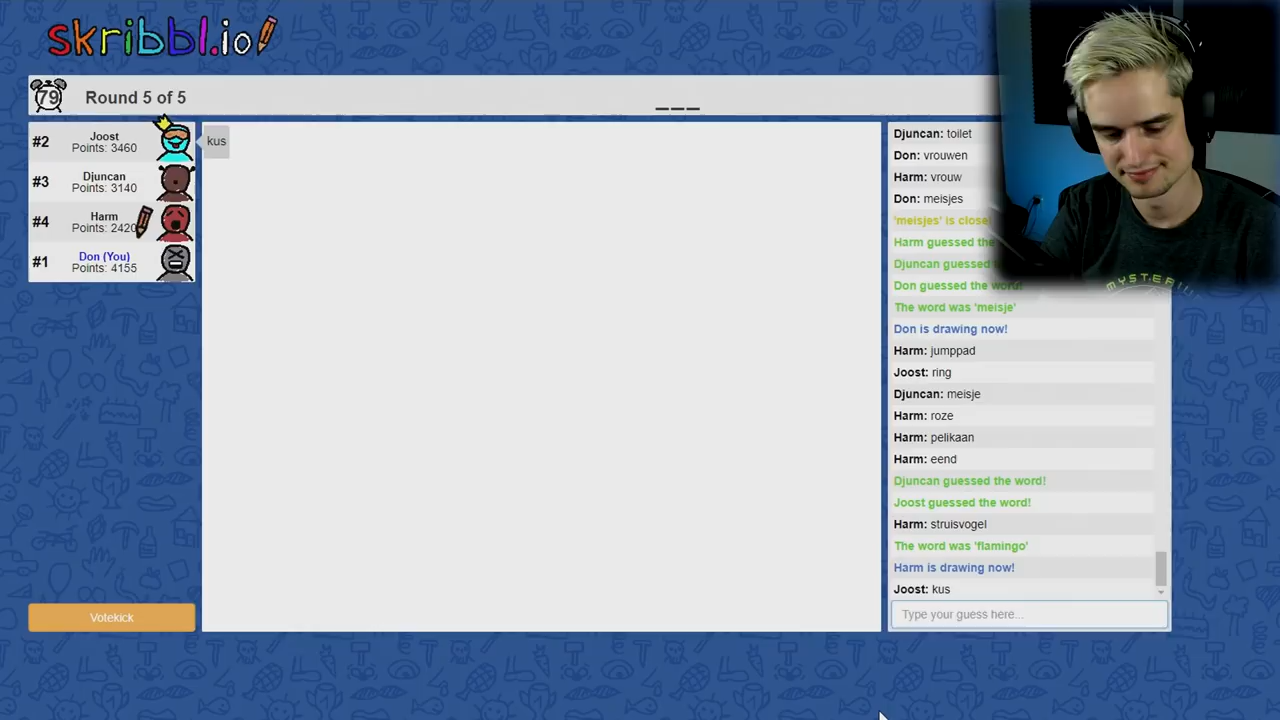 skribbl.io
79
Round 5 of 5
_ _ _
#2
Joost
Points: 3460
#3
Djuncan
Points: 3140
#4
Harm
Points: 2420
#1
Don (You)
Points: 4155
Votekick
kus
Djuncan: toilet
Don: vrouwen
Harm: vrouw
Don: meisjes
'meisjes' is close
Harm guessed the
Djuncan guessed
Don guessed the word!
The word was 'meisje'
Don is drawing now!
Harm: jumppad
Joost: ring
Djuncan: meisje
Harm: roze
Harm: pelikaan
Harm: eend
Djuncan guessed the word!
Joost guessed the word!
Harm: struisvogel
The word was 'flamingo'
Harm is drawing now!
Joost: kus
Type your guess here...